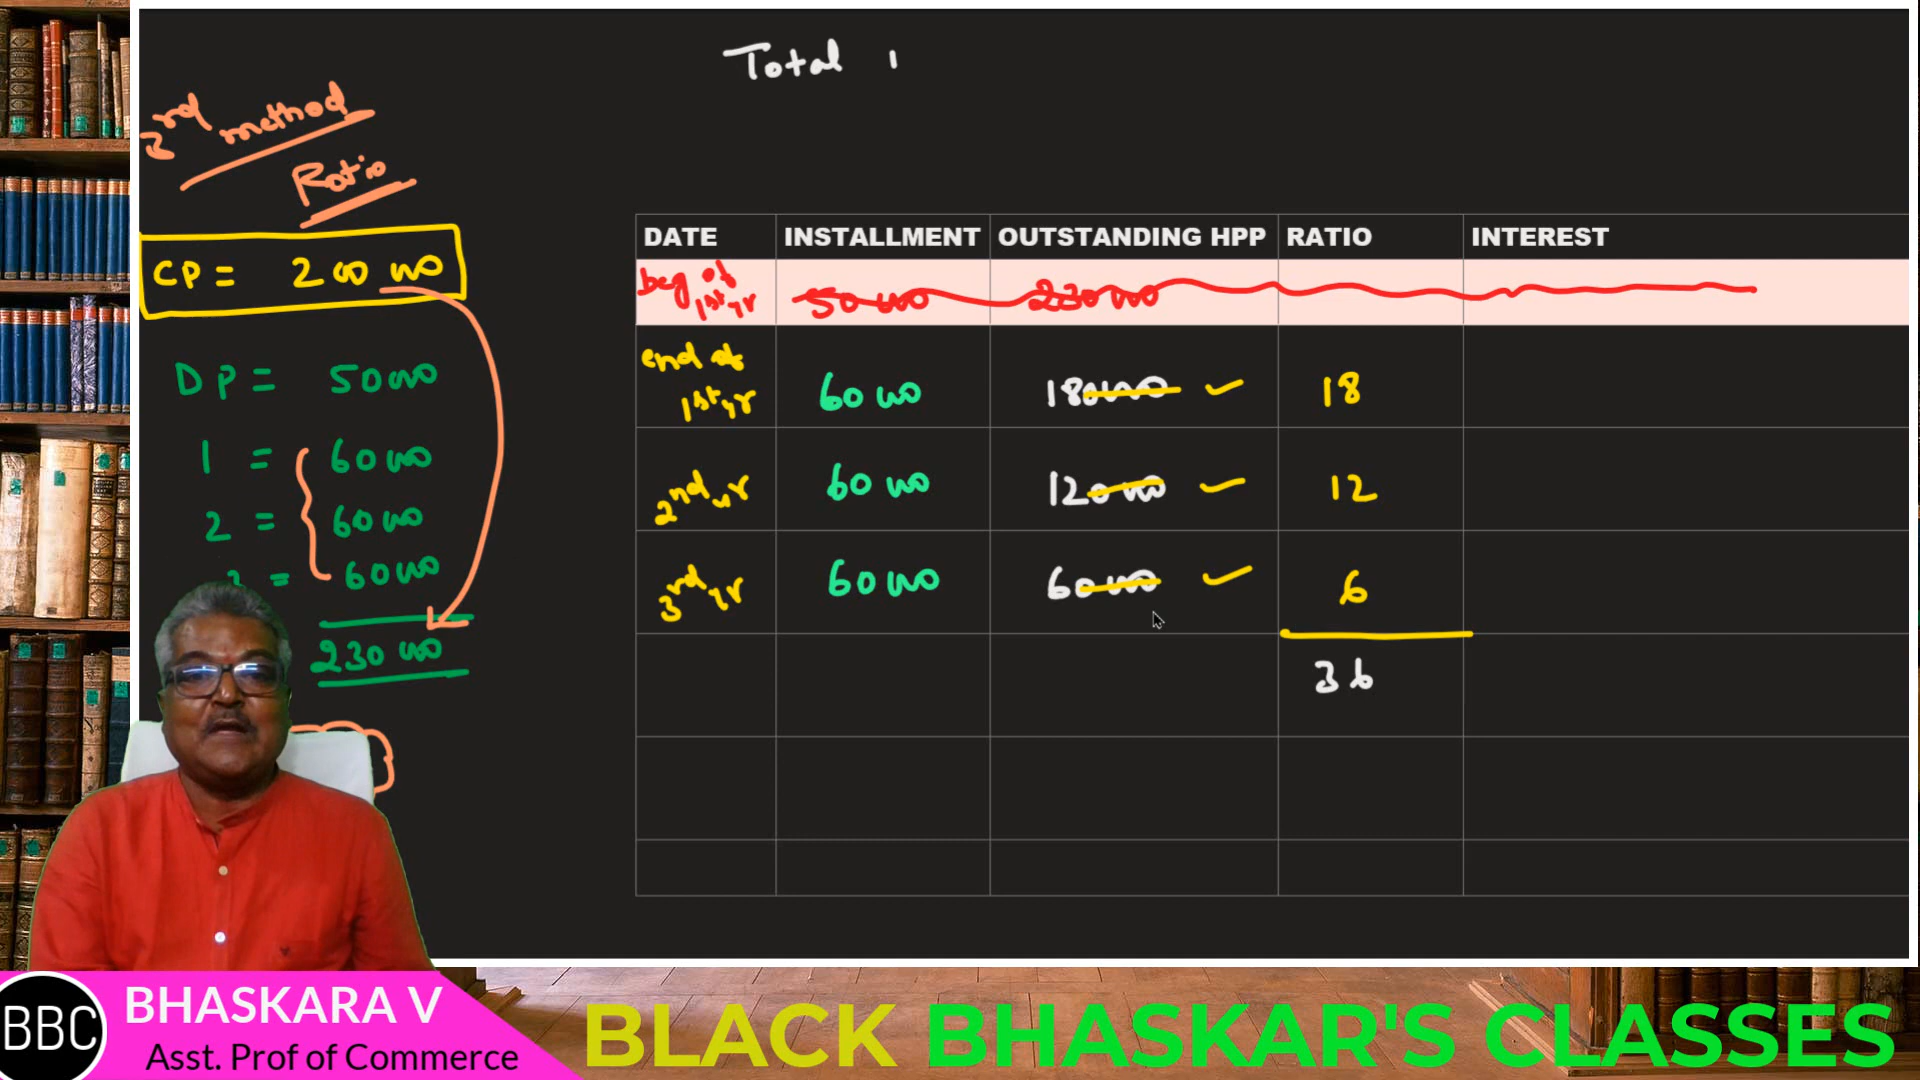 Total
3rd method
Ratio
CP = 200000
DP = 50000
1 = 60000
2 = 60000
3 = 60000
230000
DATE INSTALLMENT OUTSTANDING HPP RATIO INTEREST
beg of 1st yr 50000 230000
end of 1st yr 60000 180000 18
2nd yr 60000 120000 12
3rd yr 60000 60000 6
36
BBC
BHASKARA V
Asst. Prof of Commerce
BLACK BHASKAR'S CLASSES